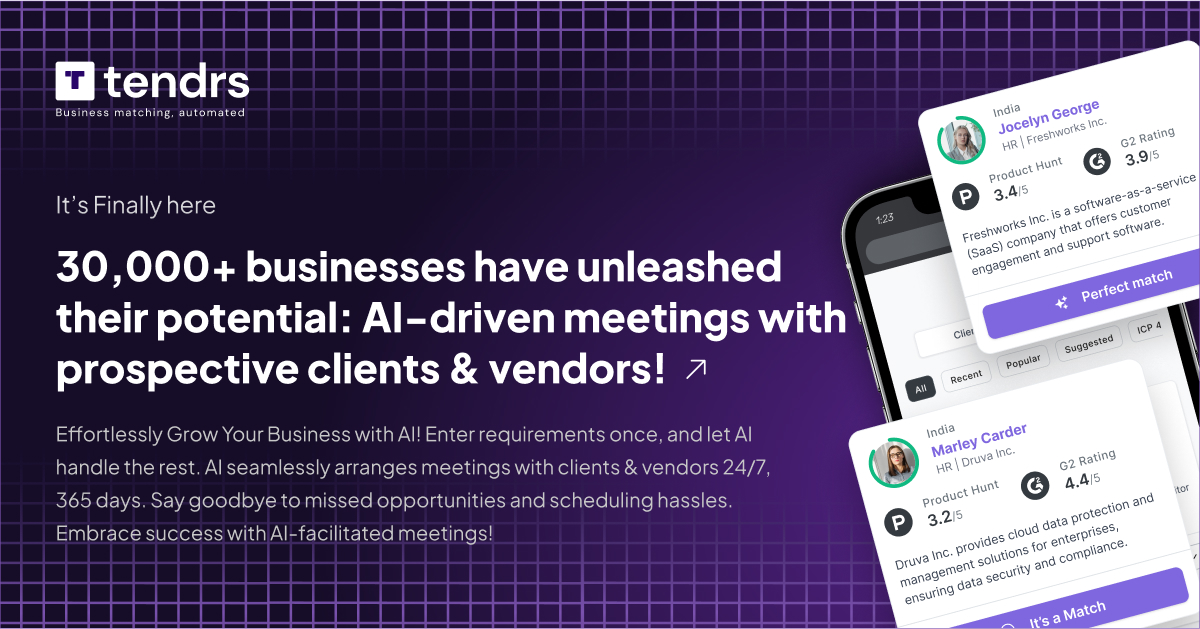 T tendrs
Business matching, automated
It's Finally here
30,000+ businesses have unleashed
their potential: AI-driven meetings with
prospective clients & vendors!
Effortlessly Grow Your Business with AI! Enter requirements once, and let AI
handle the rest. AI seamlessly arranges meetings with clients & vendors 24/7,
365 days. Say goodbye to missed opportunities and scheduling hassles.
Embrace success with AI-facilitated meetings!
India
Jocelyn George
HR | Freshworks Inc.
P
Product Hunt
3.4/5
G2
G2 Rating
3.9/5
Freshworks Inc. is a software-as-a-service
(SaaS) company that offers customer
engagement and support software.
Perfect match
1:23
All
Recent
Popular
Suggested
ICP 4
India
Marley Carder
HR | Druva Inc.
P
Product Hunt
3.2/5
G2
G2 Rating
4.4/5
Druva Inc. provides cloud data protection and
management solutions for enterprises,
ensuring data security and compliance.
It's a Match